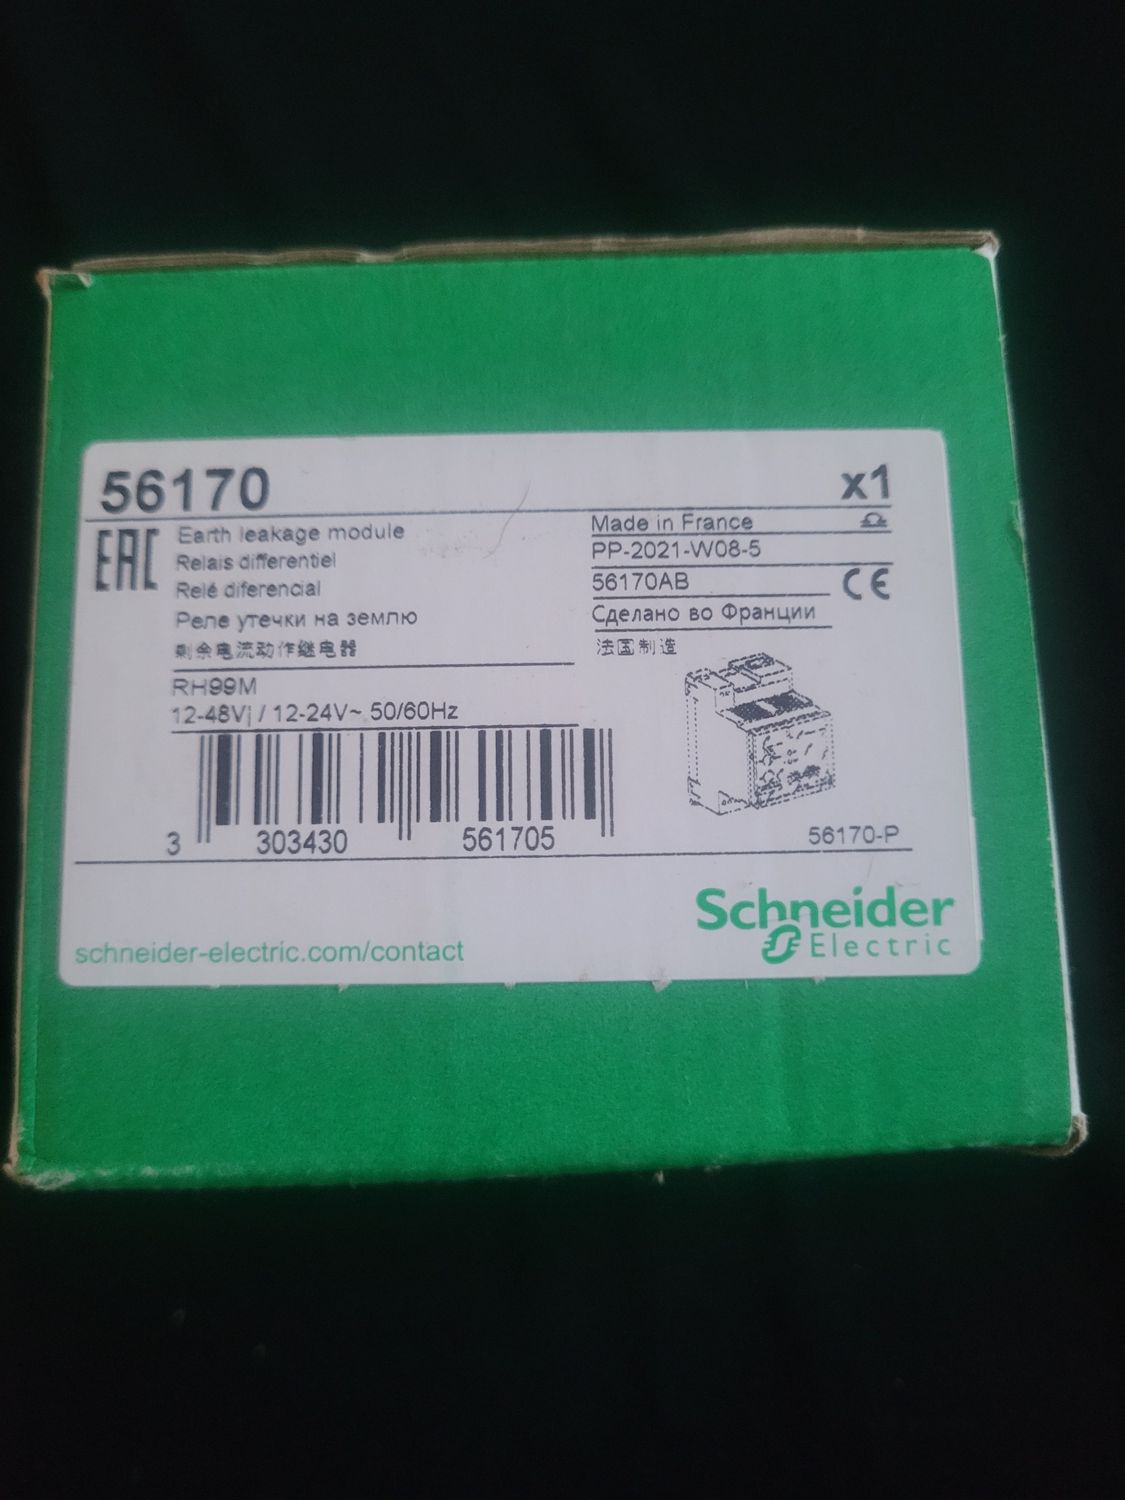 56170
x1
EAC
Earth leakage module
Relais differentiel
Relé diferencial
Реле утечки на землю
剩余电流动作继电器
Made in France
PP-2021-W08-5
56170AB
CE
Сделано во Франции
法国制造
RH99M
12-48V¦ / 12-24V~ 50/60Hz
3 303430 561705
56170-P
Schneider
Electric
schneider-electric.com/contact